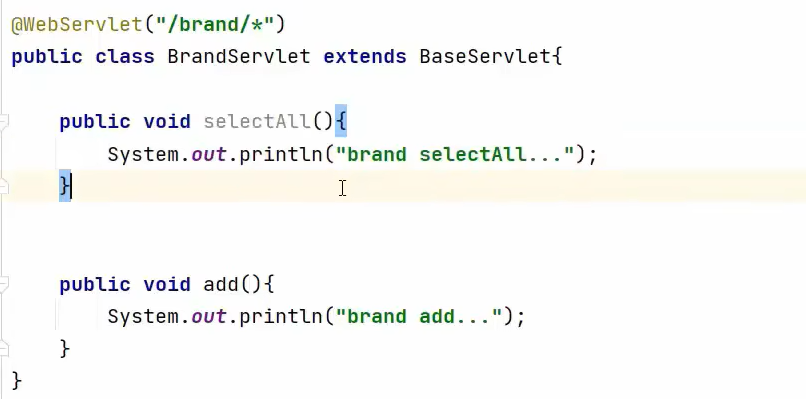 @WebServlet("/brand/*")
public class BrandServlet extends BaseServlet{
public void selectAll(){
System.out.println("brand selectAll...");
}
public void add(){
System.out.println("brand add...");
}
}